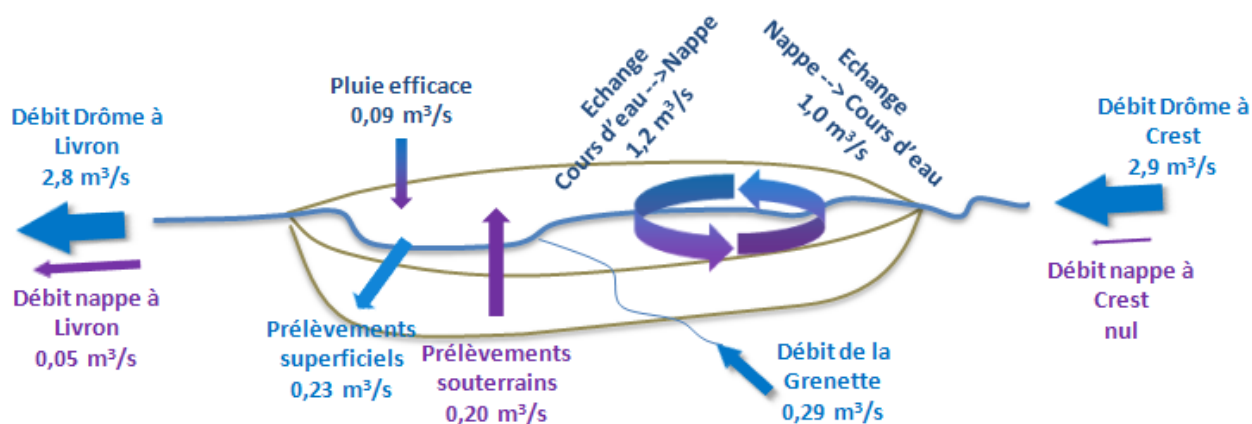 Débit Drôme à
Livron
2,8 m³/s
Débit nappe à
Livron
0,05 m³/s
Pluie efficace
0,09 m³/s
Prélèvements
superficiels
0,23 m³/s
Prélèvements
souterrains
0,20 m³/s
Echange
Cours d'eau -->Nappe
1,2 m³/s
Echange
Nappe --> Cours d'eau
1,0 m³/s
Débit de la
Grenette
0,29 m³/s
Débit Drôme à
Crest
2,9 m³/s
Débit nappe à
Crest
nul